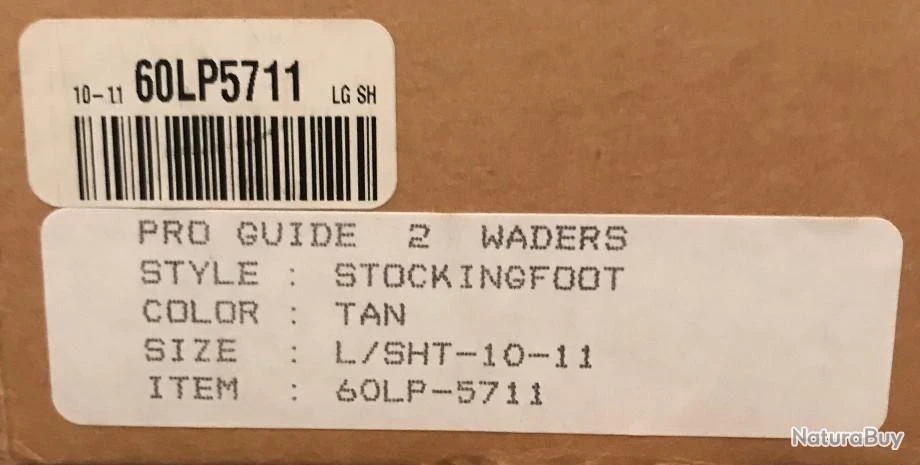 10-11 60LP5711 LG SH
PRO GUIDE 2 WADERS
STYLE : STOCKINGFOOT
COLOR : TAN
SIZE : L/SHT-10-11
ITEM : 60LP-5711
NaturaBuy